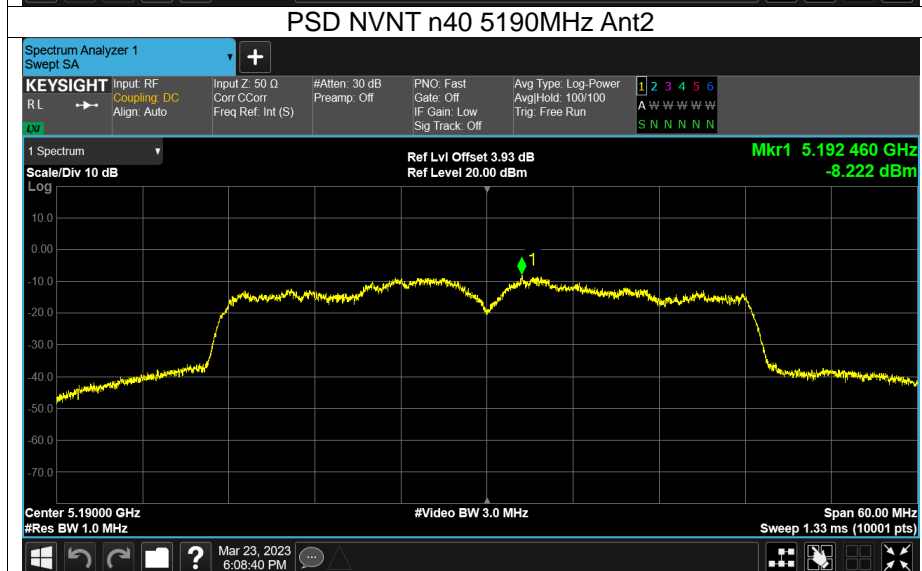 PSD NVNT n40 5190MHz Ant2
Spectrum Analyzer 1
Swept SA
KEYSIGHT
RL
LXI
Input: RF
Coupling: DC
Align: Auto
Input Z: 50 Ω
Corr CCorr
Freq Ref: Int (S)
#Atten: 30 dB
Preamp: Off
PNO: Fast
Gate: Off
IF Gain: Low
Sig Track: Off
Avg Type: Log-Power
Avg|Hold: 100/100
Trig: Free Run
1 2 3 4 5 6
A W W W W W
S N N N N N
1 Spectrum
Scale/Div 10 dB
Ref Lvl Offset 3.93 dB
Ref Level 20.00 dBm
Mkr1 5.192 460 GHz
-8.222 dBm
Log
10.0
0.00
1
-10.0
-20.0
-30.0
-40.0
-50.0
-60.0
-70.0
Center 5.19000 GHz
#Res BW 1.0 MHz
#Video BW 3.0 MHz
Span 60.00 MHz
Sweep 1.33 ms (10001 pts)
?
Mar 23, 2023
6:08:40 PM